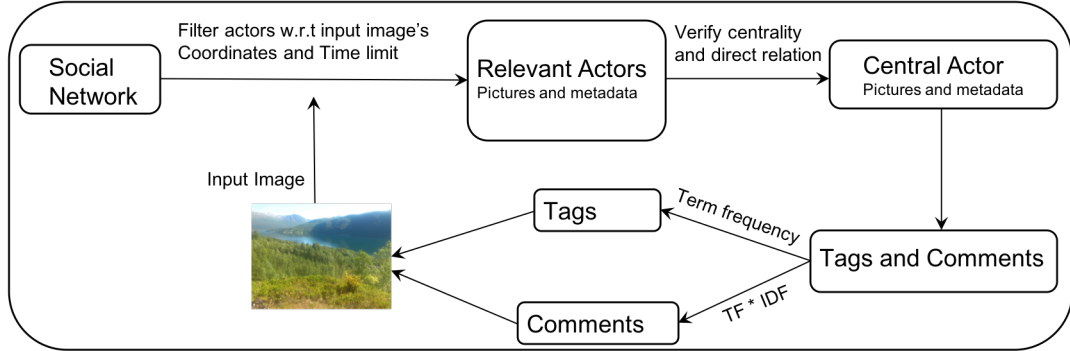 Filter actors w.r.t input image's
Coordinates and Time limit
Social
Network
Relevant Actors
Pictures and metadata
Verify centrality
and direct relation
Central Actor
Pictures and metadata
Input Image
Tags
Term frequency
Tags and Comments
TF * IDF
Comments